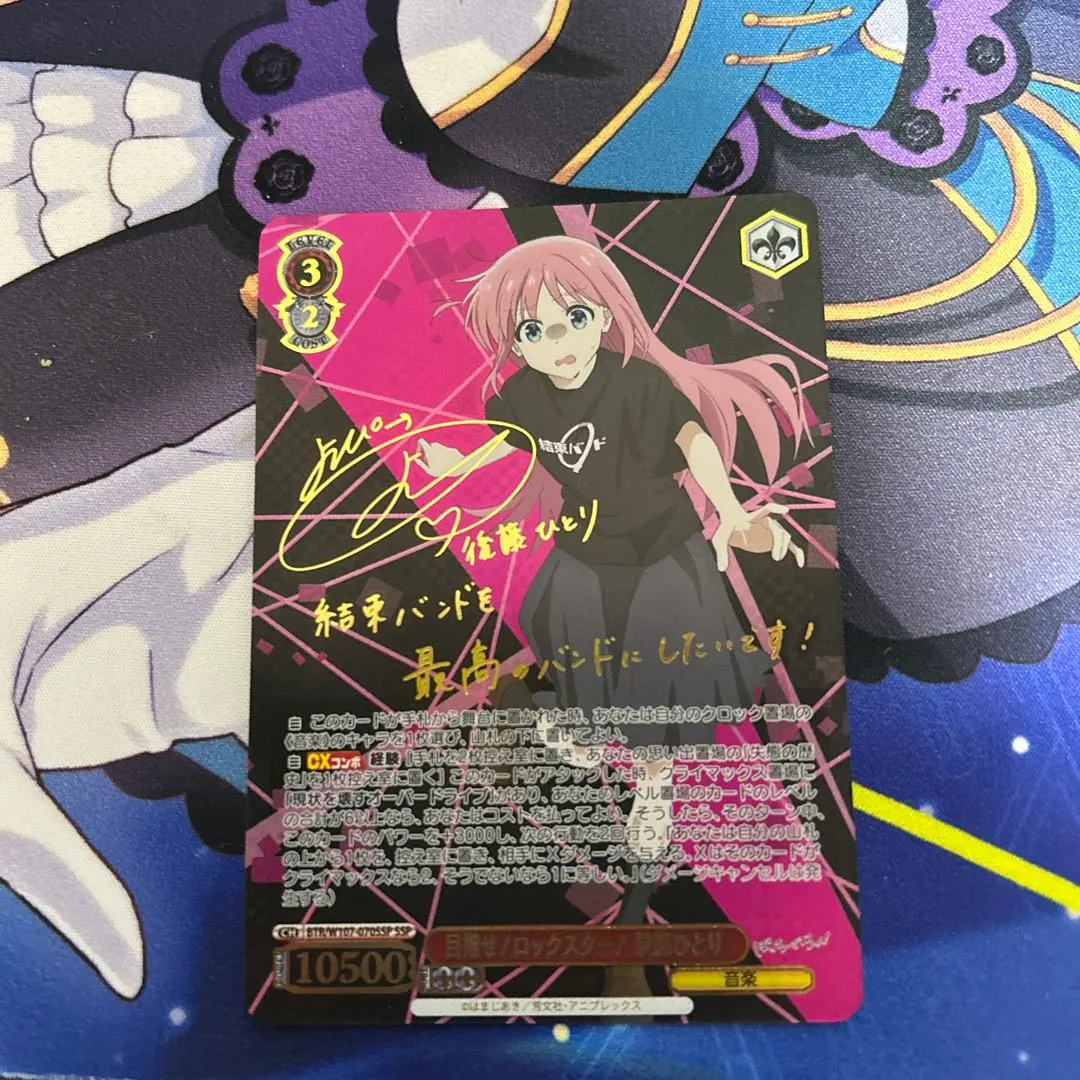 LEVEL
3
2
COST
結束バンド
後藤ひとり
結束バンドを
最高のバンドにしたいです!
自 このカードが手札から舞台に置かれた時、あなたは自分のクロック置場の
《音楽》のキャラを1枚選び、山札の下に置いてよい。
自 CXコンボ 経験 [手札を2枚控え室に置き、あなたの思い出置場の「失態の歴
史」を1枚控え室に置く] このカードがアタックした時、クライマックス置場に
「現状を壊すオーバードライブ」があり、あなたのレベル置場のカードのレベル
の合計が6以上なら、あなたはコストを払ってよい。そうしたら、そのターン中、
このカードのパワーを+3000し、次の行動を2回行う。「あなたは自分の山札
の上から1枚を、控え室に置き、相手にXダメージを与える。Xはそのカードが
クライマックスなら2、そうでないなら1に等しい。」(ダメージキャンセルは発
生する)
CH BTR/W107-070SSP SSP
目指せ!ロックスター! 後藤ひとり
10500
音楽
©はまじあき/芳文社・アニプレックス